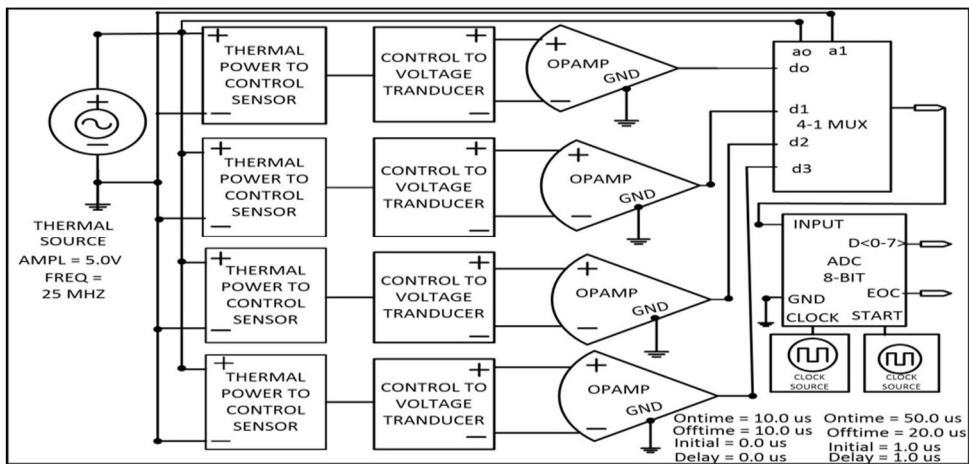 THERMAL
POWER TO
CONTROL
SENSOR
CONTROL TO
VOLTAGE
TRANDUCER
OPAMP
GND
THERMAL
POWER TO
CONTROL
SENSOR
CONTROL TO
VOLTAGE
TRANDUCER
OPAMP
GND
THERMAL
POWER TO
CONTROL
SENSOR
CONTROL TO
VOLTAGE
TRANDUCER
OPAMP
GND
THERMAL
POWER TO
CONTROL
SENSOR
CONTROL TO
VOLTAGE
TRANDUCER
OPAMP
GND
THERMAL
SOURCE
AMPL = 5.0V
FREQ =
25 MHZ
ao a1
do
d1
4-1 MUX
d2
d3
INPUT
D<0-7>
ADC
8-BIT
EOC
GND
CLOCK START
CLOCK
SOURCE
CLOCK
SOURCE
Ontime = 10.0 us
Offtime = 10.0 us
Initial = 0.0 us
Delay = 0.0 us
Ontime = 50.0 us
Offtime = 20.0 us
Initial = 1.0 us
Delay = 1.0 us